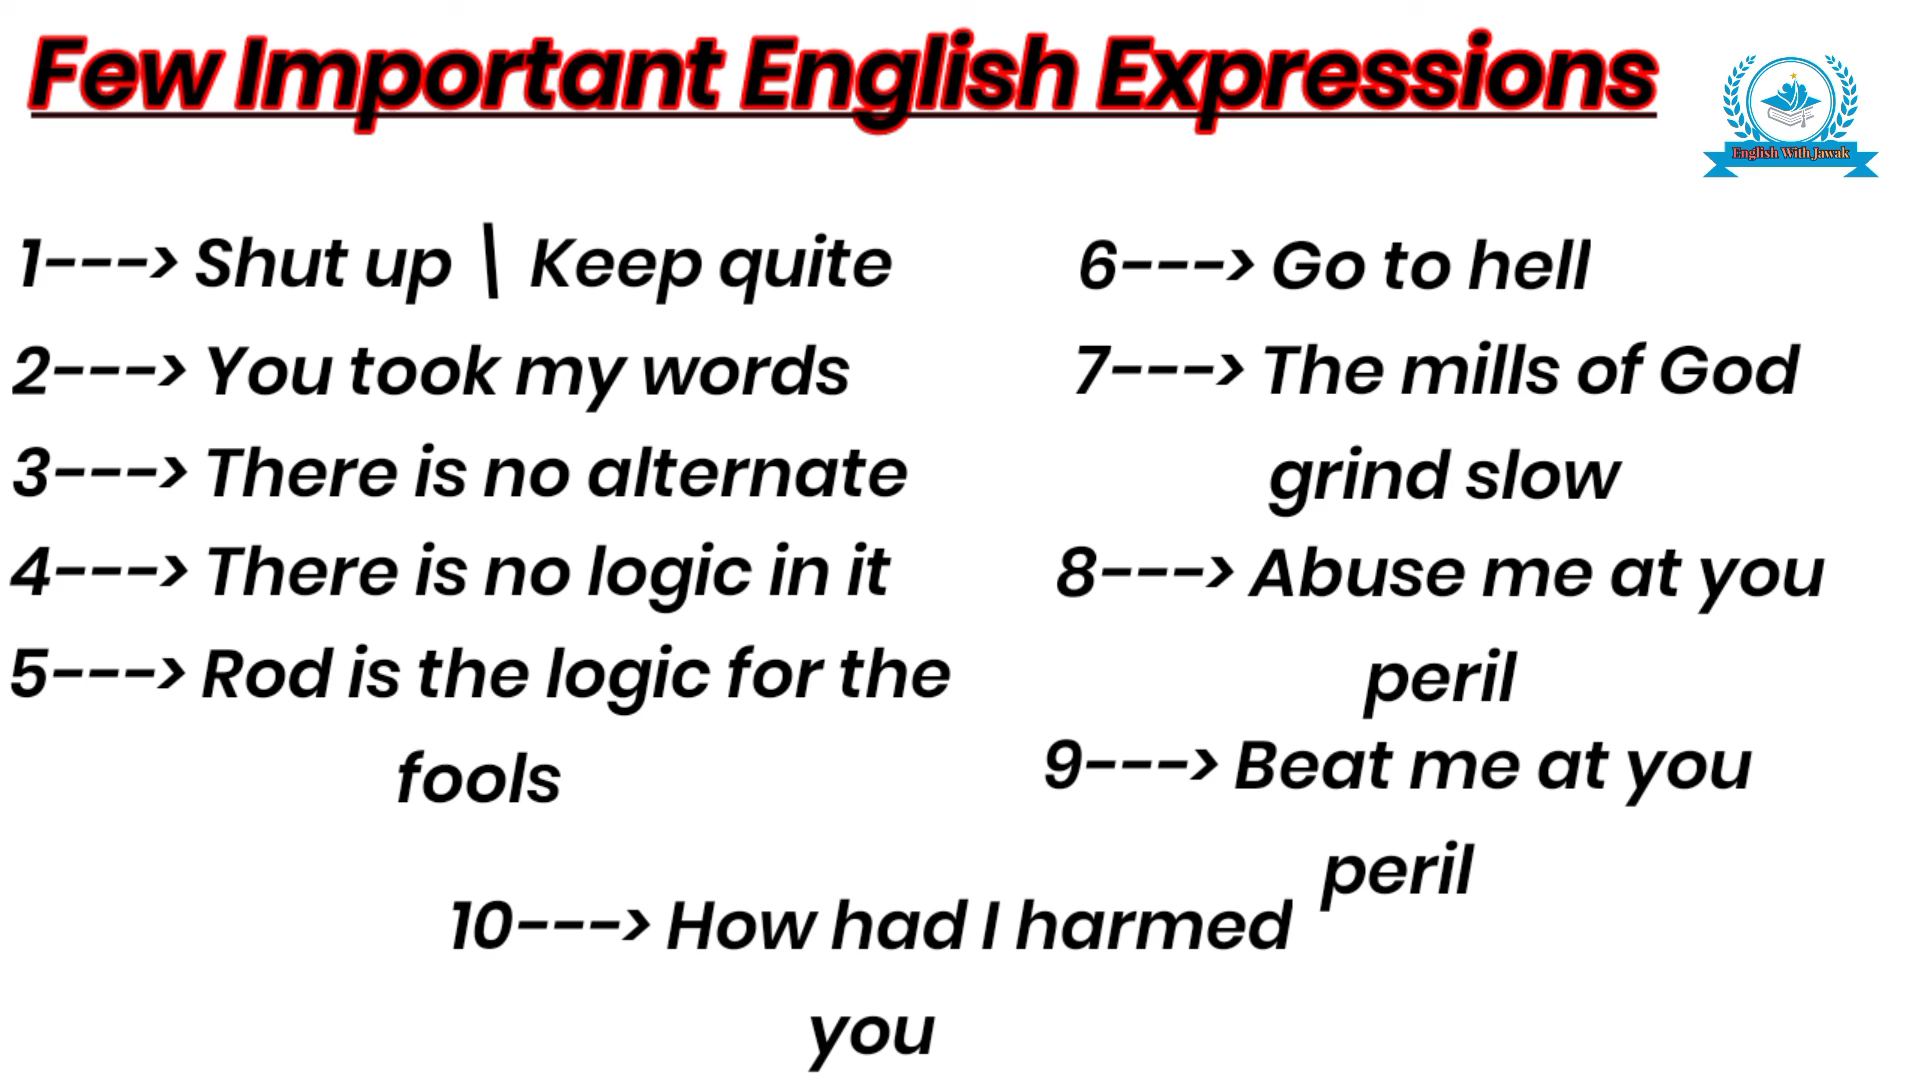 Few Important English Expressions
English With Jawak
1---> Shut up \ Keep quite
2---> You took my words
3---> There is no alternate
4---> There is no logic in it
5---> Rod is the logic for the
fools
6---> Go to hell
7---> The mills of God
grind slow
8---> Abuse me at you
peril
9---> Beat me at you
peril
10---> How had I harmed
you